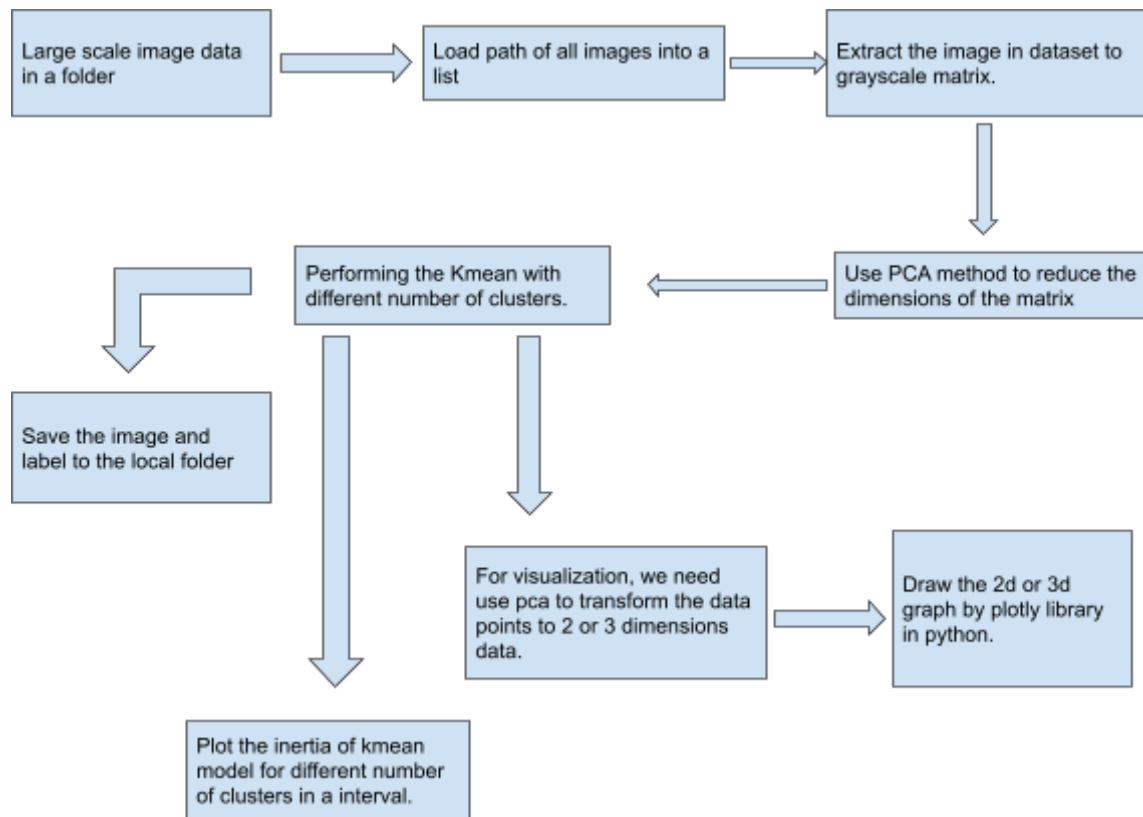 Large scale image data
in a folder
Load path of all images into a
list
Extract the image in dataset to
grayscale matrix.
Use PCA method to reduce the
dimensions of the matrix
Performing the Kmean with
different number of clusters.
Save the image and
label to the local folder
For visualization, we need
use pca to transform the data
points to 2 or 3 dimensions
data.
Draw the 2d or 3d
graph by plotly library
in python.
Plot the inertia of kmean
model for different number
of clusters in a interval.